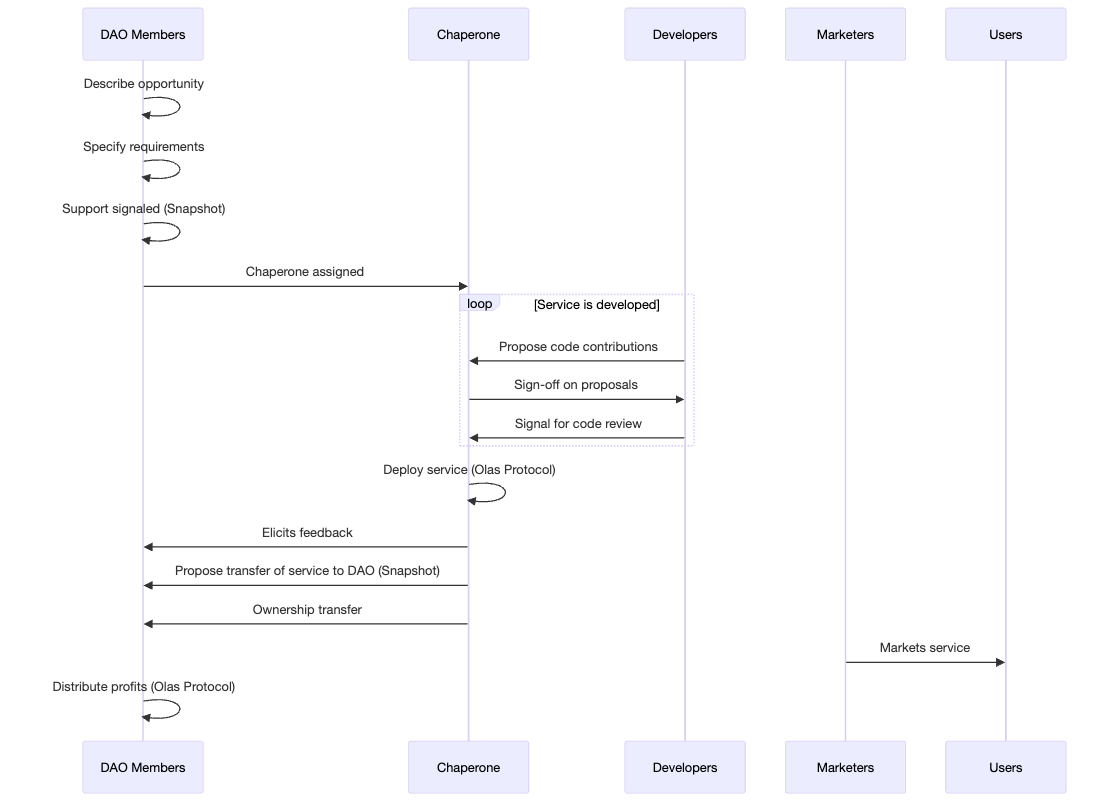 DAO Members
Chaperone
Developers
Marketers
Users
Describe opportunity
Specify requirements
Support signaled (Snapshot)
Chaperone assigned
loop
[Service is developed]
Propose code contributions
Sign-off on proposals
Signal for code review
Deploy service (Olas Protocol)
Elicits feedback
Propose transfer of service to DAO (Snapshot)
Ownership transfer
Markets service
Distribute profits (Olas Protocol)
DAO Members
Chaperone
Developers
Marketers
Users